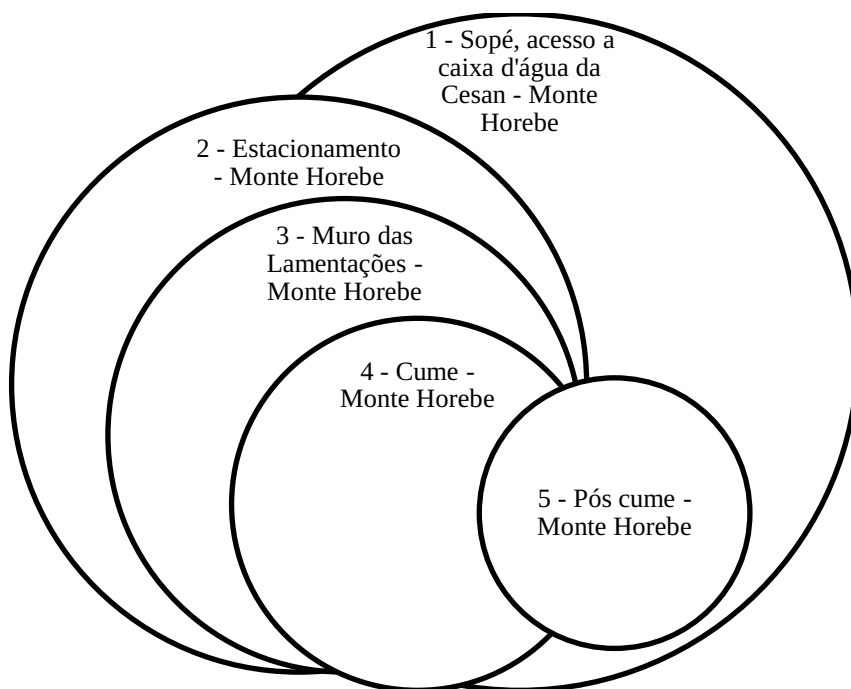 1 - Sopé, acesso a
caixa d'água da
Cesan - Monte
Horebe
2 - Estacionamento
- Monte Horebe
3 - Muro das
Lamentações -
Monte Horebe
4 - Cume -
Monte Horebe
5 - Pós cume -
Monte Horebe